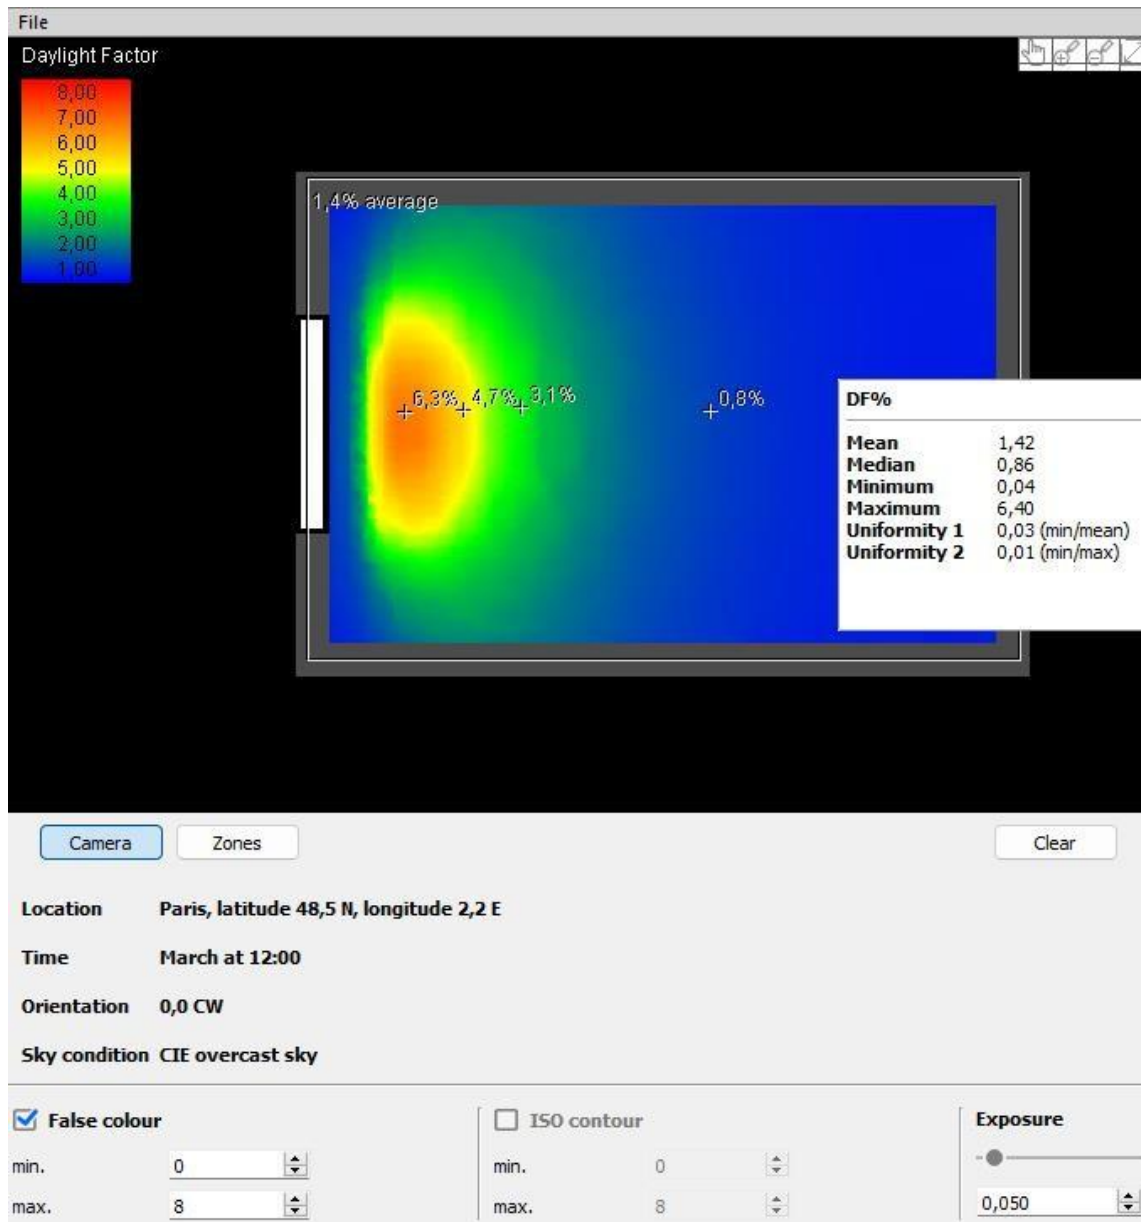 File
Daylight Factor
8,00
7,00
6,00
5,00
4,00
3,00
2,00
1,00
1,4% average
6,3% 4,7% 3,1% 0,8%
DF%
Mean 1,42
Median 0,86
Minimum 0,04
Maximum 6,40
Uniformity 1 0,03 (min/mean)
Uniformity 2 0,01 (min/max)
Camera Zones Clear
Location Paris, latitude 48,5 N, longitude 2,2 E
Time March at 12:00
Orientation 0,0 CW
Sky condition CIE overcast sky
False colour ISO contour Exposure
min. 0 min. 0
max. 8 max. 8 0,050